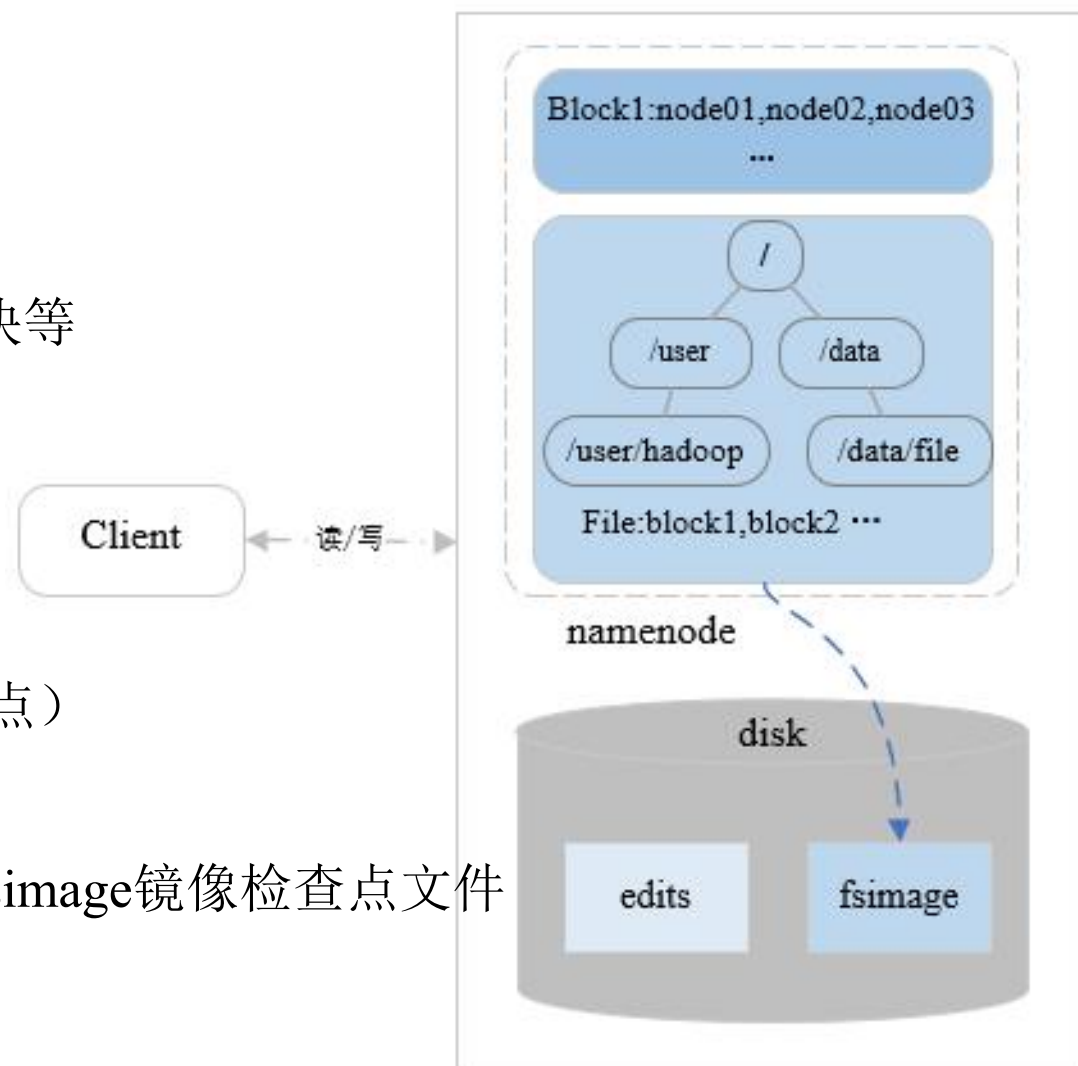 Block1:node01,node02,node03
...
/
块等
/user
/data
/user/hadoop
/data/file
File:block1,block2 ···
Client
读/写
namenode
点）
disk
image镜像检查点文件
edits
fsimage